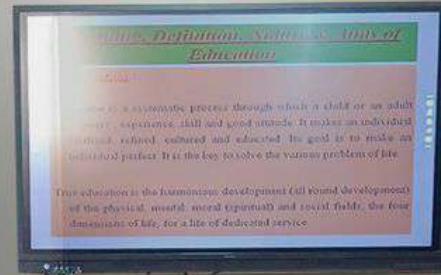 Definition, Nature & Aims of
Education
is a systematic process through which a child or an adult
experience, skill and good attitude. It makes an individual
refined, cultured and educated. Its goal is to make an
individual perfect. It is the key to solve the various problem of life.
True education is the harmonious development (all round development)
of the physical, mental, moral (spiritual) and social fields, the four
dimensions of life, for a life of dedicated service.